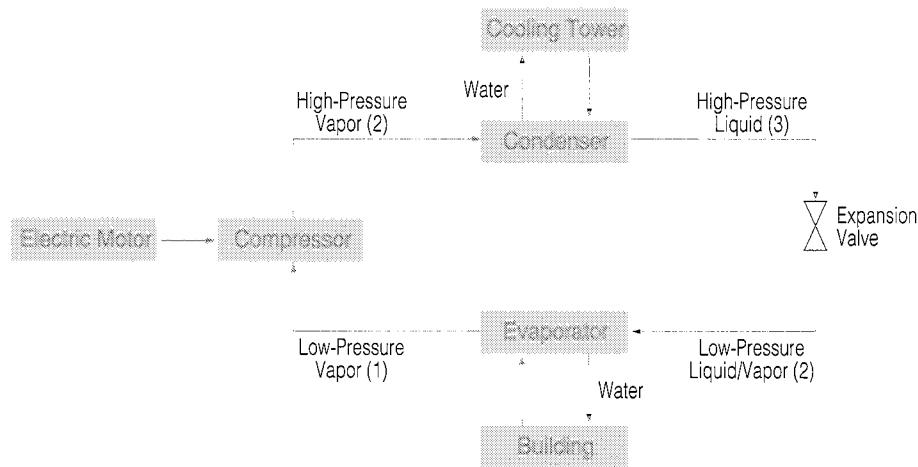 Cooling Tower
Water
High-Pressure
Vapor (2)
High-Pressure
Liquid (3)
Condenser
Electric Motor
Compressor
Expansion
Valve
Evaporator
Low-Pressure
Vapor (1)
Low-Pressure
Liquid/Vapor (2)
Water
Building